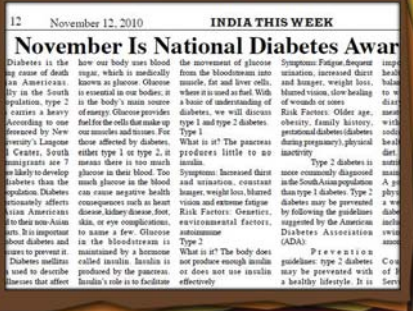 12 November 12, 2010 INDIA THIS WEEK
November Is National Diabetes Awar
Diabetes is the
ing cause of death
an Americans.
lly in the South
opulation, type 2
carries a heavy
According to one
ferenced by New
versity's Langone
l Center, South
mmigrants are 7
re likely to develop
diabetes than the
opulation. Diabetes
rtionately affects
sian Americans
d to their non-Asian
arts. It is important
about diabetes and
sures to prevent it.
Diabetes mellitus
s used to describe
llnesses that affect
how our body uses blood
sugar, which is medically
known as glucose. Glucose
is essential in our bodies; it
is the body's main source
of energy. Glucose provides
fuel for the cells that make up
our muscles and tissues. For
those affected by diabetes,
either type 1 or type 2, it
means there is too much
glucose in their blood. Too
much glucose in the blood
can cause negative health
consequences such as heart
disease, kidney disease, foot,
skin, or eye complications,
to name a few. Glucose
in the bloodstream is
maintained by a hormone
called insulin. Insulin is
produced by the pancreas.
Insulin's role is to facilitate
the movement of glucose
from the bloodstream into
muscle, fat and liver cells,
where it is used as fuel. With
a basic understanding of
diabetes, we will discuss
type 1 and type 2 diabetes.
Type 1
What is it? The pancreas
produces little to no
insulin.
Symptoms: Increased thirst
and urination, constant
hunger, weight loss, blurred
vision and extreme fatigue
Risk Factors: Genetics,
environmental factors,
autoimmune
Type 2
What is it? The body does
not produce enough insulin
or does not use insulin
effectively
Symptoms: Fatigue, frequent
urination, increased thirst
and hunger, weight loss,
blurred vision, slow healing
of wounds or sores
Risk Factors: Older age,
obesity, family history,
gestational diabetes (diabetes
during pregnancy), physical
inactivity
Type 2 diabetes is
more commonly diagnosed
in the South Asian population
than type 1 diabetes. Type 2
diabetes may be prevented
by following the guidelines
suggested by the American
Diabetes Association
(ADA):
Prevention
guidelines: type 2 diabetes
may be prevented with
a healthy lifestyle. It is